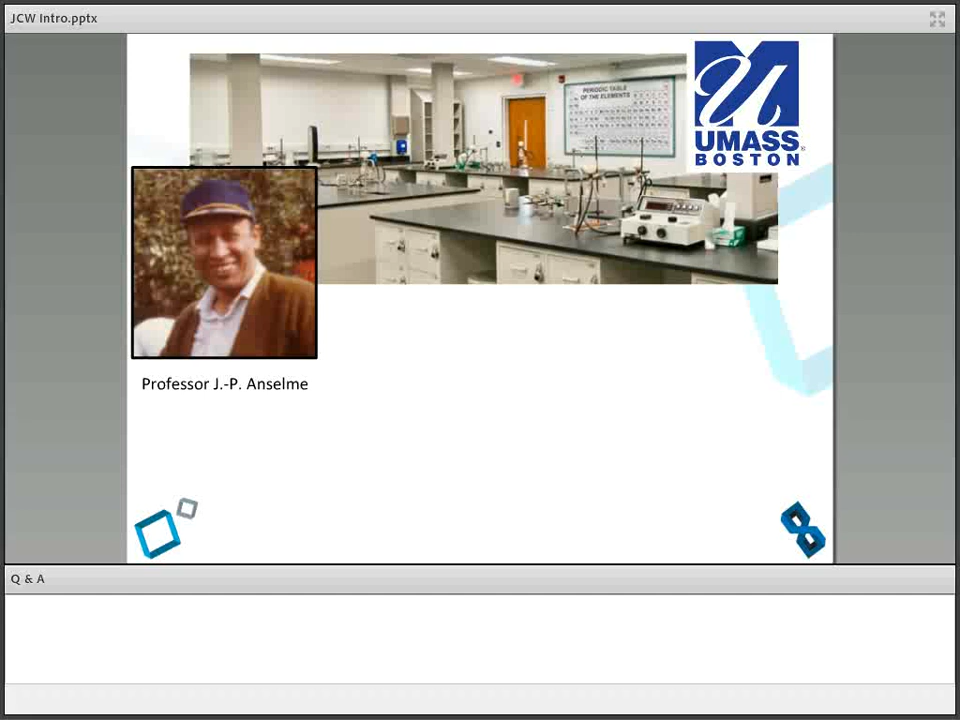 JCW Intro.pptx
PERIODIC TABLE
OF THE ELEMENTS
UMASS
BOSTON
Professor J.-P. Anselme
Q & A